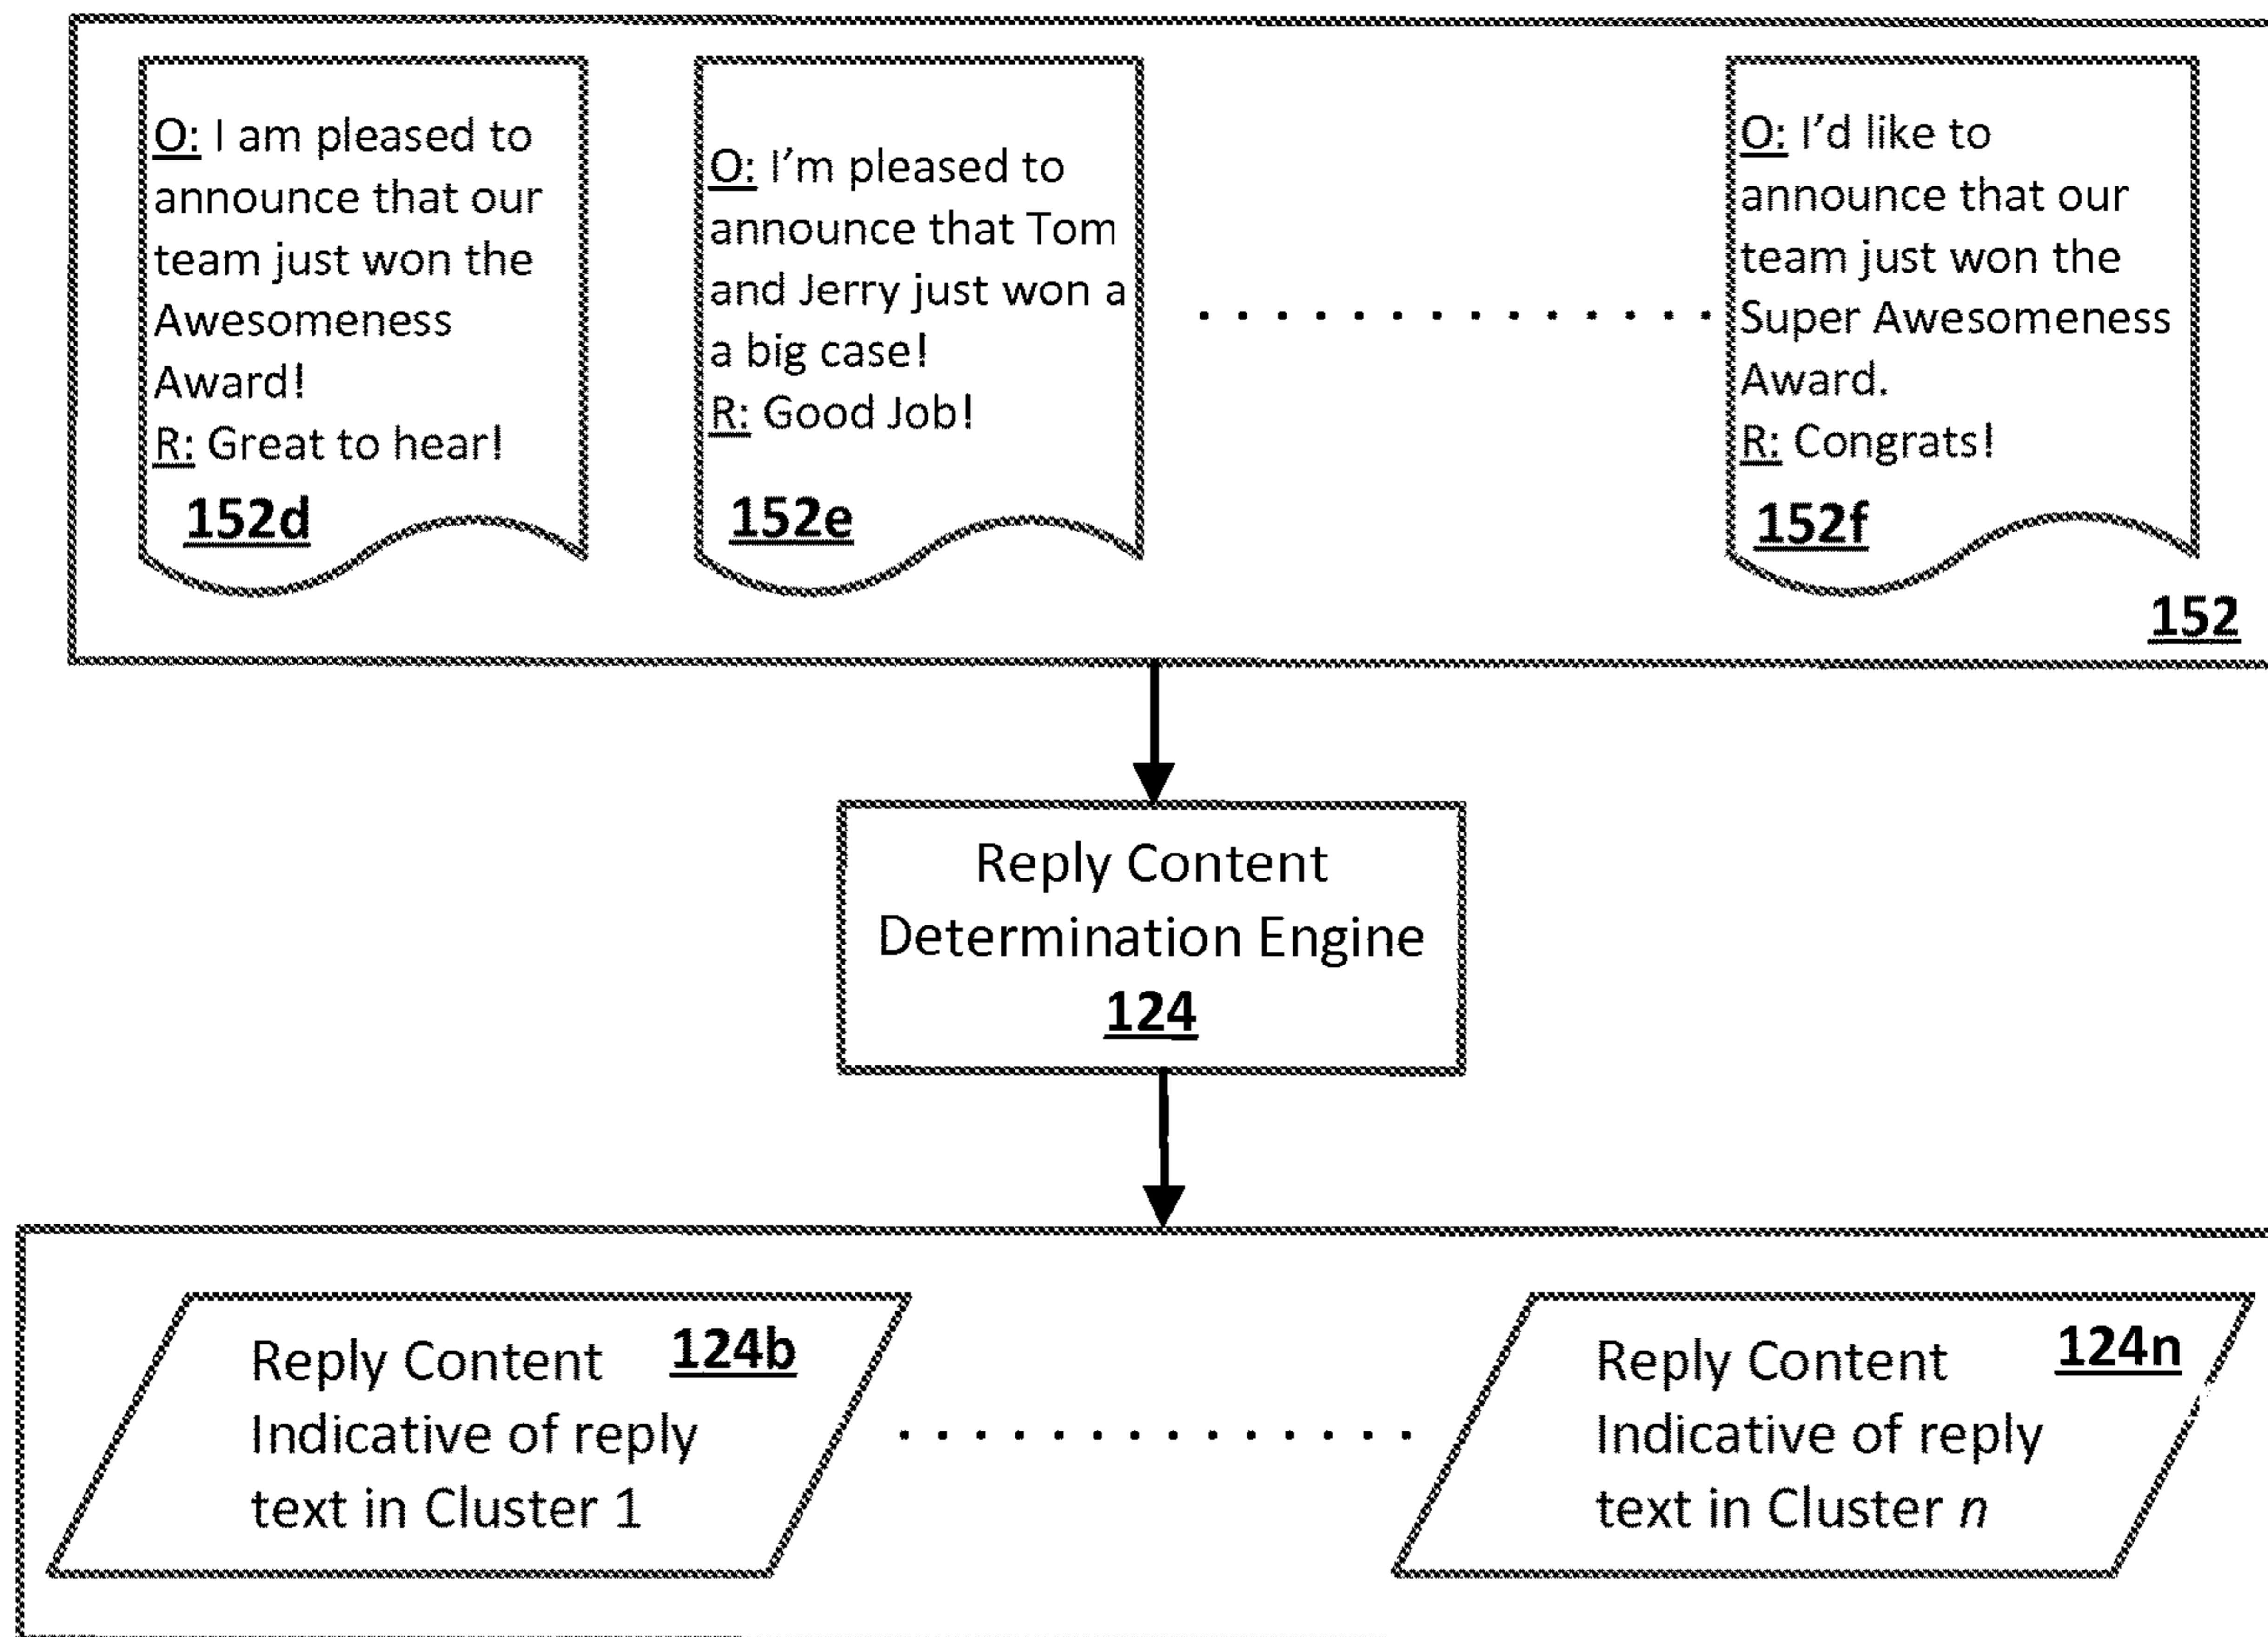 O: I am pleased to
announce that our
team just won the
Awesomeness
Award!
R: Great to hear!
152d
O: I'm pleased to
announce that Tom
and Jerry just won a
a big case!
R: Good Job!
152e
O: I'd like to
announce that our
team just won the
Super Awesomeness
Award.
R: Congrats!
152f
152
Reply Content
Determination Engine
124
Reply Content 124b
Indicative of reply
text in Cluster 1
Reply Content 124n
Indicative of reply
text in Cluster n